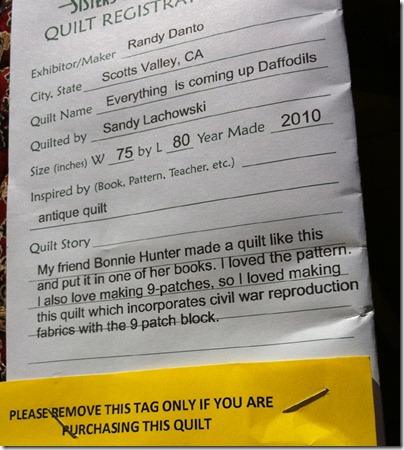 SISTERS
QUILT REGISTRATION
Exhibitor/Maker Randy Danto
City, State Scotts Valley, CA
Quilt Name Everything is coming up Daffodils
Quilted by Sandy Lachowski
Size (inches) W 75 by L 80 Year Made 2010
Inspired by (Book, Pattern, Teacher, etc.)
antique quilt
Quilt Story
My friend Bonnie Hunter made a quilt like this
and put it in one of her books. I loved the pattern.
I also love making 9-patches, so I loved making
this quilt which incorporates civil war reproduction
fabrics with the 9 patch block.
PLEASE REMOVE THIS TAG ONLY IF YOU ARE
PURCHASING THIS QUILT